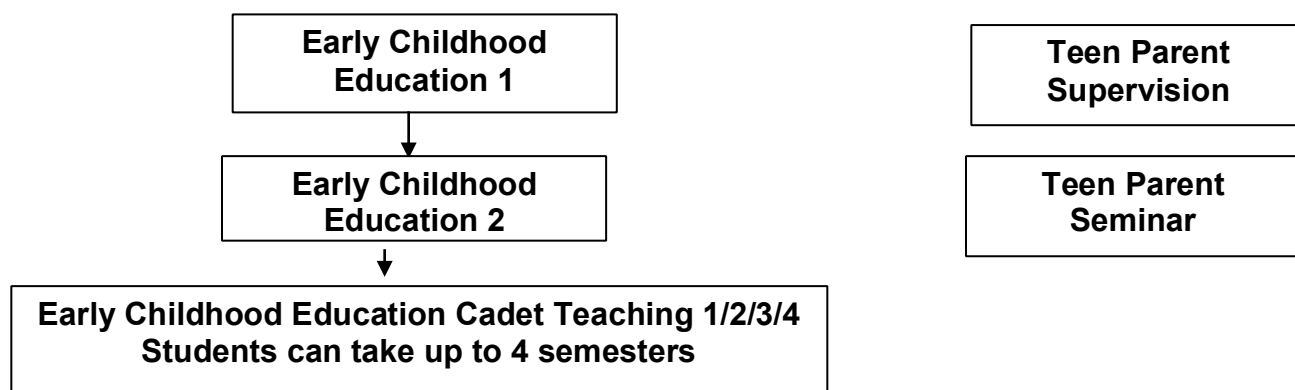 Early Childhood
Education 1
Teen Parent
Supervision
Early Childhood
Education 2
Teen Parent
Seminar
Early Childhood Education Cadet Teaching 1/2/3/4
Students can take up to 4 semesters